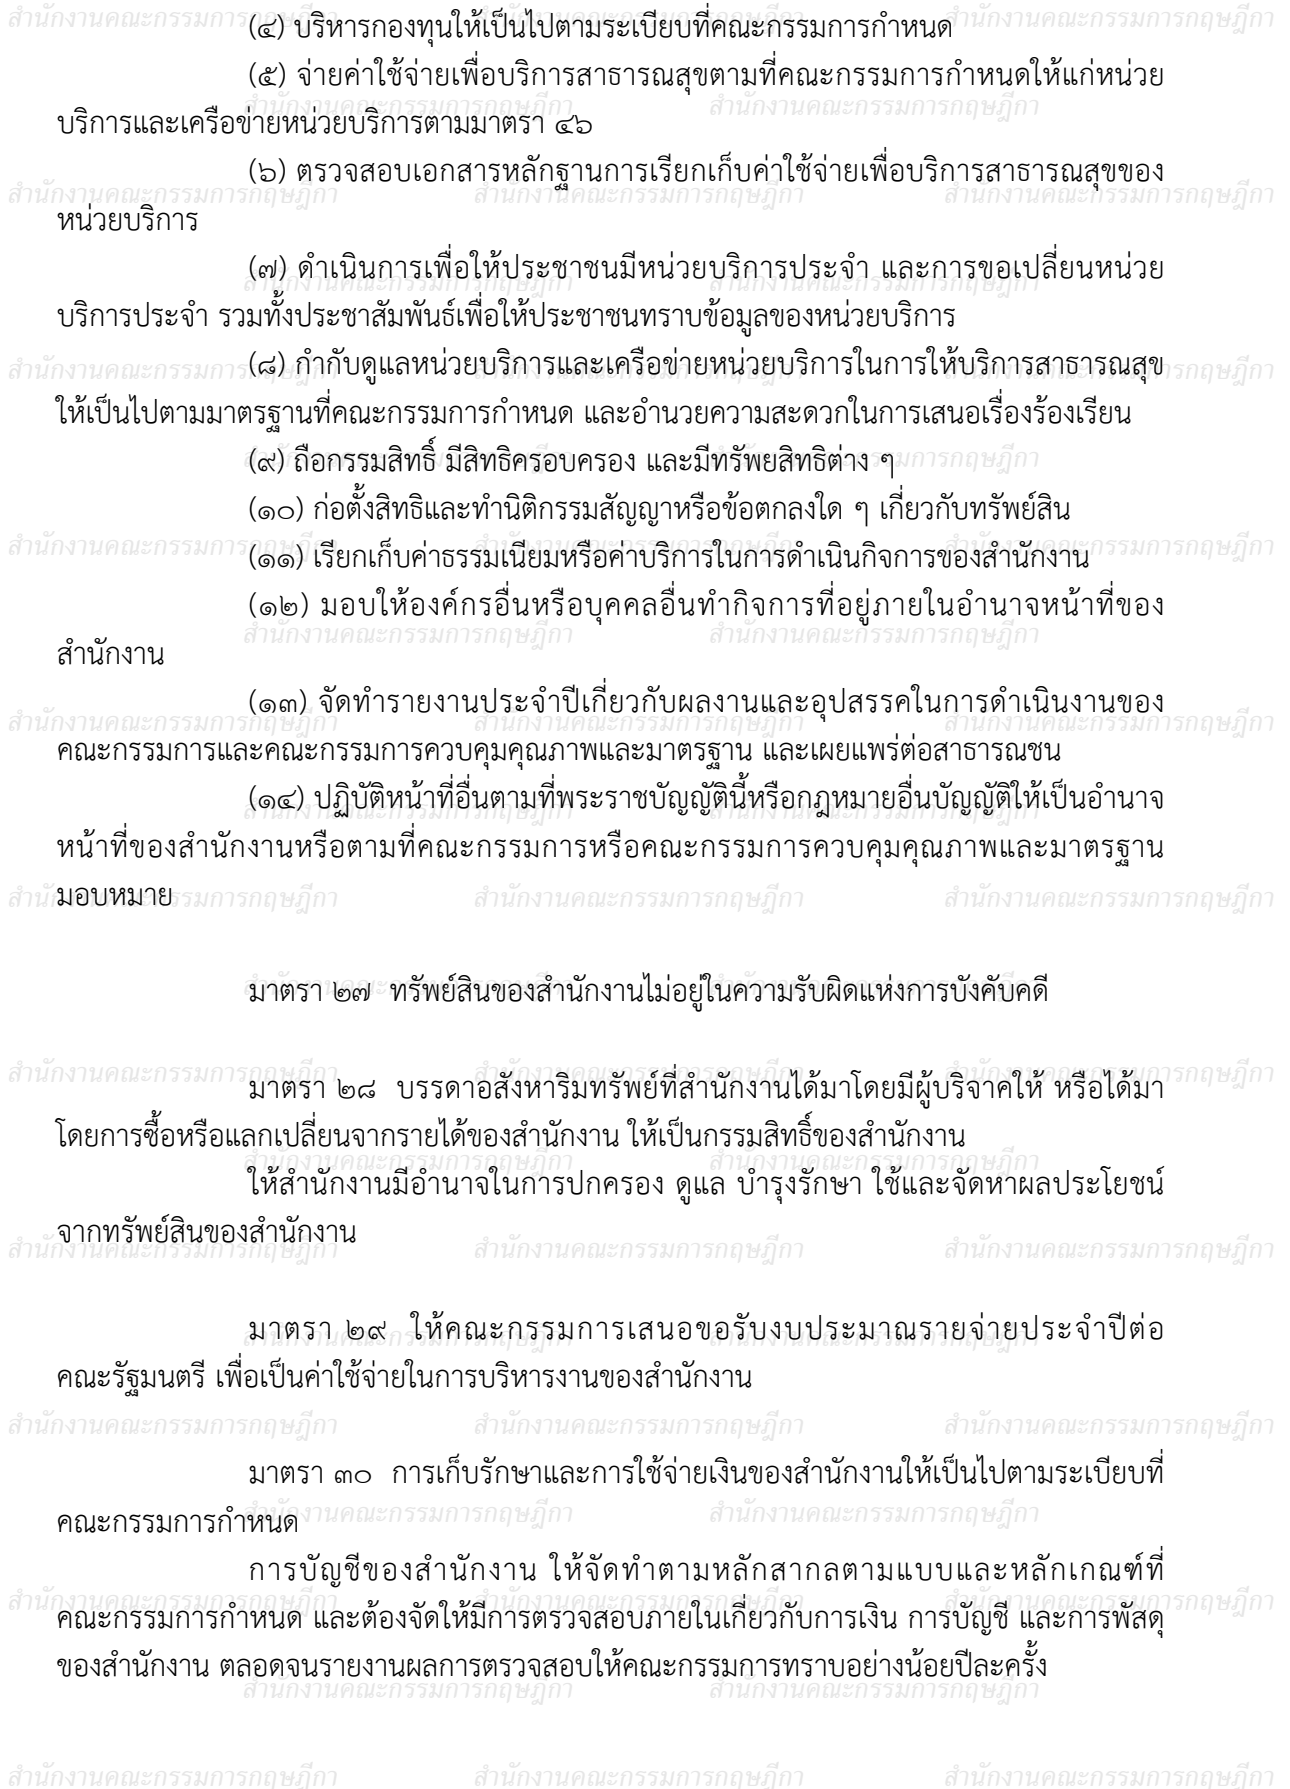 (๔) บริหารกองทุนให้เป็นไปตามระเบียบที่คณะกรรมการกำหนด
(๕) จ่ายค่าใช้จ่ายเพื่อบริการสาธารณสุขตามที่คณะกรรมการกำหนดให้แก่หน่วย
บริการและเครือข่ายหน่วยบริการตามมาตรา ๔๖
(๖) ตรวจสอบเอกสารหลักฐานการเรียกเก็บค่าใช้จ่ายเพื่อบริการสาธารณสุขของ
หน่วยบริการ
(๗) ดำเนินการเพื่อให้ประชาชนมีหน่วยบริการประจำ และการขอเปลี่ยนหน่วย
บริการประจำ รวมทั้งประชาสัมพันธ์เพื่อให้ประชาชนทราบข้อมูลของหน่วยบริการ
(๘) กำกับดูแลหน่วยบริการและเครือข่ายหน่วยบริการในการให้บริการสาธารณสุข
ให้เป็นไปตามมาตรฐานที่คณะกรรมการกำหนด และอำนวยความสะดวกในการเสนอเรื่องร้องเรียน
(๙) ถือกรรมสิทธิ์ มีสิทธิครอบครอง และมีทรัพยสิทธิต่าง ๆ
(๑๐) ก่อตั้งสิทธิและทำนิติกรรมสัญญาหรือข้อตกลงใด ๆ เกี่ยวกับทรัพย์สิน
(๑๑) เรียกเก็บค่าธรรมเนียมหรือค่าบริการในการดำเนินกิจการของสำนักงาน
(๑๒) มอบให้องค์กรอื่นหรือบุคคลอื่นทำกิจการที่อยู่ภายในอำนาจหน้าที่ของ
สำนักงาน
(๑๓) จัดทำรายงานประจำปีเกี่ยวกับผลงานและอุปสรรคในการดำเนินงานของ
คณะกรรมการและคณะกรรมการควบคุมคุณภาพและมาตรฐาน และเผยแพร่ต่อสาธารณชน
(๑๔) ปฏิบัติหน้าที่อื่นตามที่พระราชบัญญัตินี้หรือกฎหมายอื่นบัญญัติให้เป็นอำนาจ
หน้าที่ของสำนักงานหรือตามที่คณะกรรมการหรือคณะกรรมการควบคุมคุณภาพและมาตรฐาน
มอบหมาย
มาตรา ๒๗ ทรัพย์สินของสำนักงานไม่อยู่ในความรับผิดแห่งการบังคับคดี
มาตรา ๒๘ บรรดาอสังหาริมทรัพย์ที่สำนักงานได้มาโดยมีผู้บริจาคให้ หรือได้มา
โดยการซื้อหรือแลกเปลี่ยนจากรายได้ของสำนักงาน ให้เป็นกรรมสิทธิ์ของสำนักงาน
ให้สำนักงานมีอำนาจในการปกครอง ดูแล บำรุงรักษา ใช้และจัดหาผลประโยชน์
จากทรัพย์สินของสำนักงาน
มาตรา ๒๙ ให้คณะกรรมการเสนอขอรับงบประมาณรายจ่ายประจำปีต่อ
คณะรัฐมนตรี เพื่อเป็นค่าใช้จ่ายในการบริหารงานของสำนักงาน
มาตรา ๓๐ การเก็บรักษาและการใช้จ่ายเงินของสำนักงานให้เป็นไปตามระเบียบที่
คณะกรรมการกำหนด
การบัญชีของสำนักงาน ให้จัดทำตามหลักสากลตามแบบและหลักเกณฑ์ที่
คณะกรรมการกำหนด และต้องจัดให้มีการตรวจสอบภายในเกี่ยวกับการเงิน การบัญชี และการพัสดุ
ของสำนักงาน ตลอดจนรายงานผลการตรวจสอบให้คณะกรรมการทราบอย่างน้อยปีละครั้ง